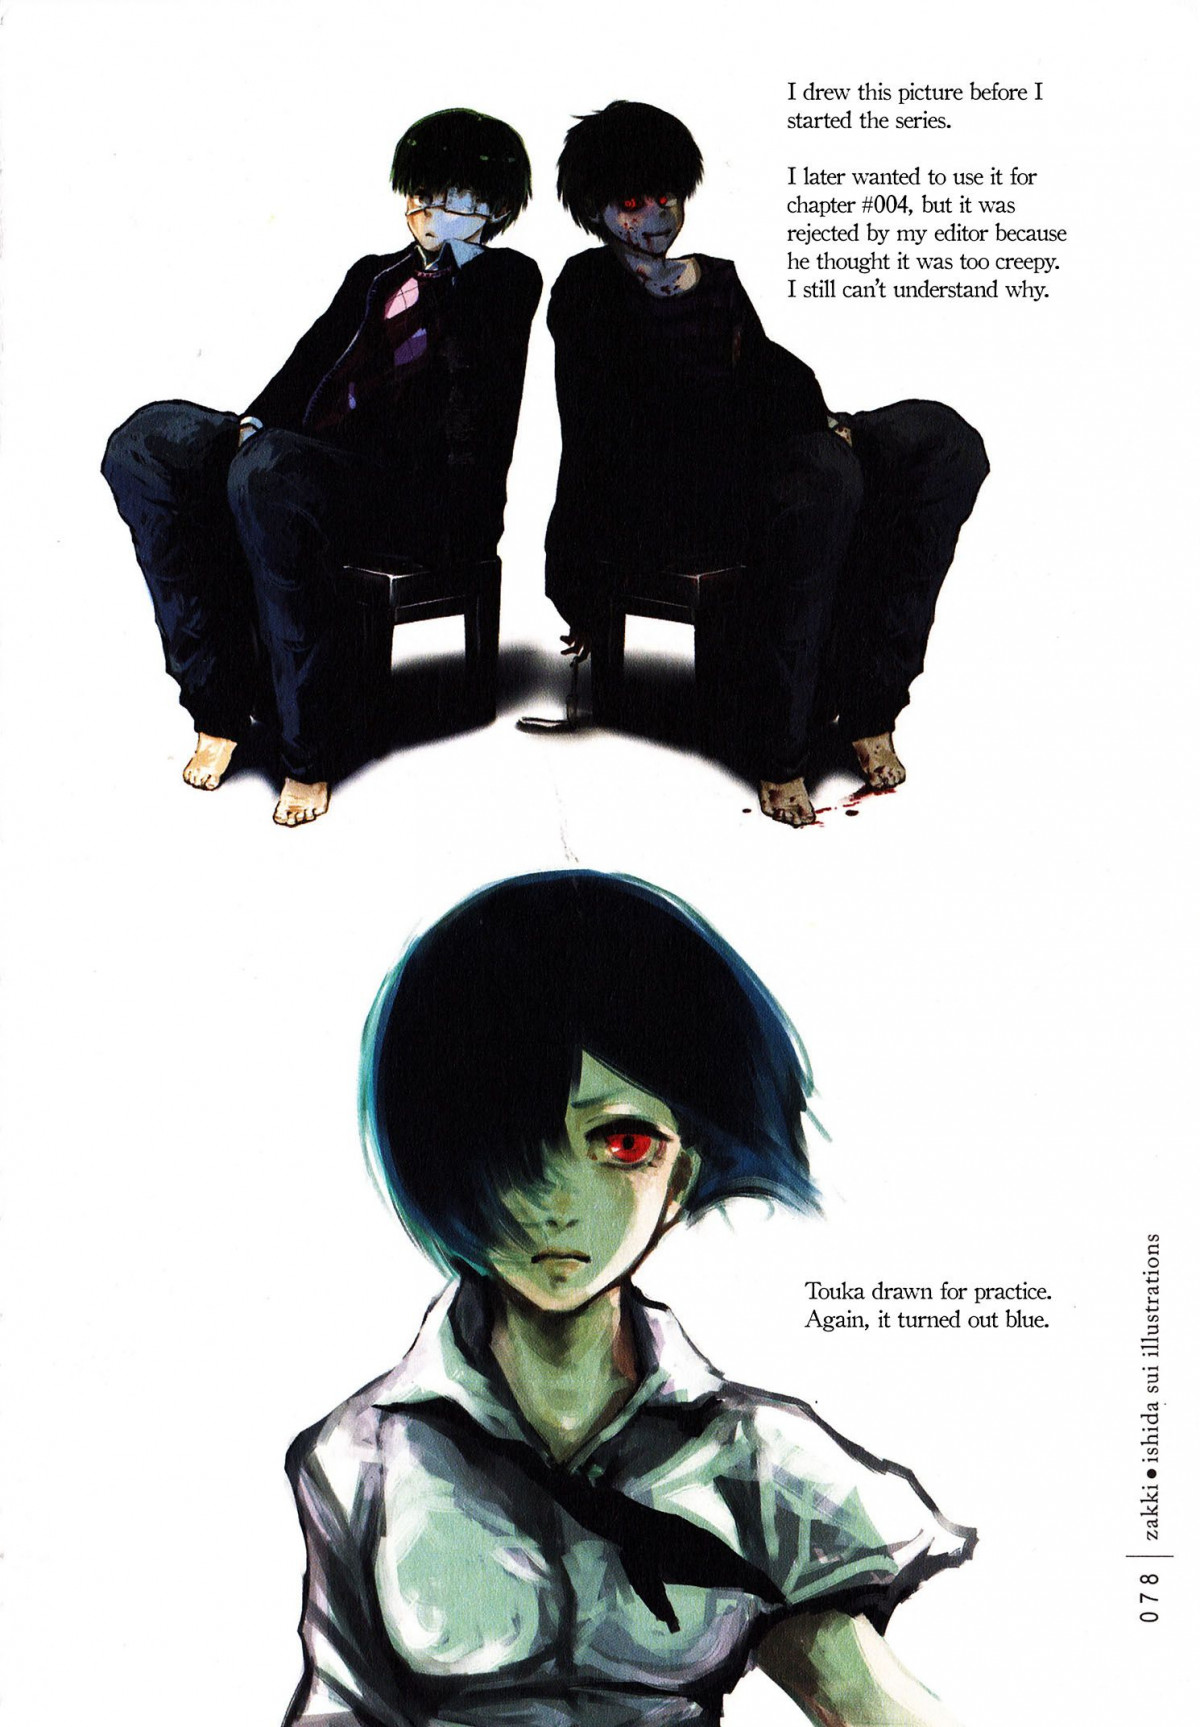 I drew this picture before I
started the series.
I later wanted to use it for
chapter #004, but it was
rejected by my editor because
he thought it was too creepy.
I still can't understand why.
Touka drawn for practice.
Again, it turned out blue.
078 | zakki ● ishida sui illustrations